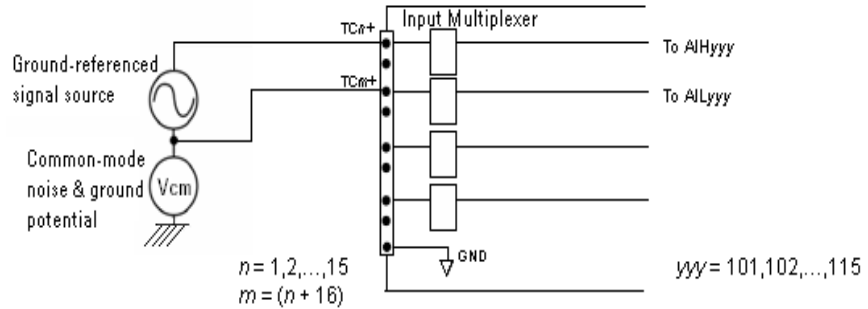 Input Multiplexer
TCn+
To AIHyyy
Ground-referenced
signal source
TCm+
To AILyyy
Common-mode
noise & ground
potential
Vcm
GND
n = 1,2,...,15
m = (n + 16)
yyy = 101,102,...,115